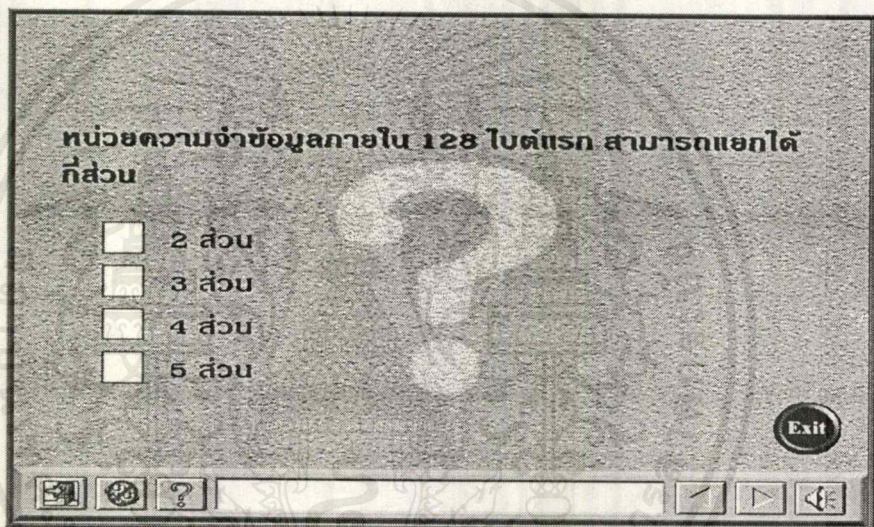 หน่วยความจำข้อมูลภายใน 128 ไบต์แรก สามารถแยกได้
กี่ส่วน
2 ส่วน
3 ส่วน
4 ส่วน
5 ส่วน
Exit